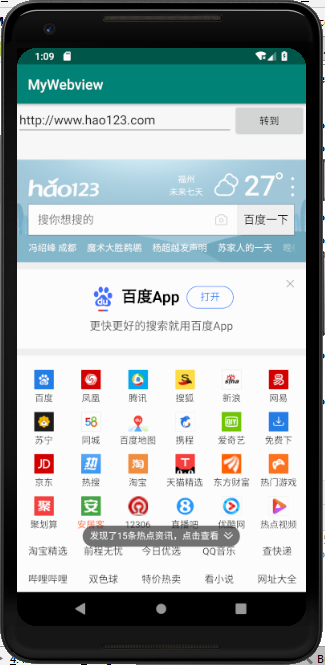 1:09
MyWebview
http://www.hao123.com 转到
hao123 福州 未来七天 27°
搜你想搜的 百度一下
冯绍峰 成都 魔术大胜鹈鹕 杨超越发声明 苏家人的一天
du 百度App 打开
更快更好的搜索就用百度App
百度 凤凰 腾讯 搜狐 新浪 网易
苏宁 同城 百度地图 携程 爱奇艺 免费下
京东 热搜 淘宝 天猫精选 东方财富 热门游戏
聚划算 安居客 12306 直播吧 优酷网 热点视频
发现了15条热点资讯，点击查看
淘宝精选 前程无忧 今日优选 QQ音乐 查快递
哔哩哔哩 双色球 特价热卖 看小说 网址大全